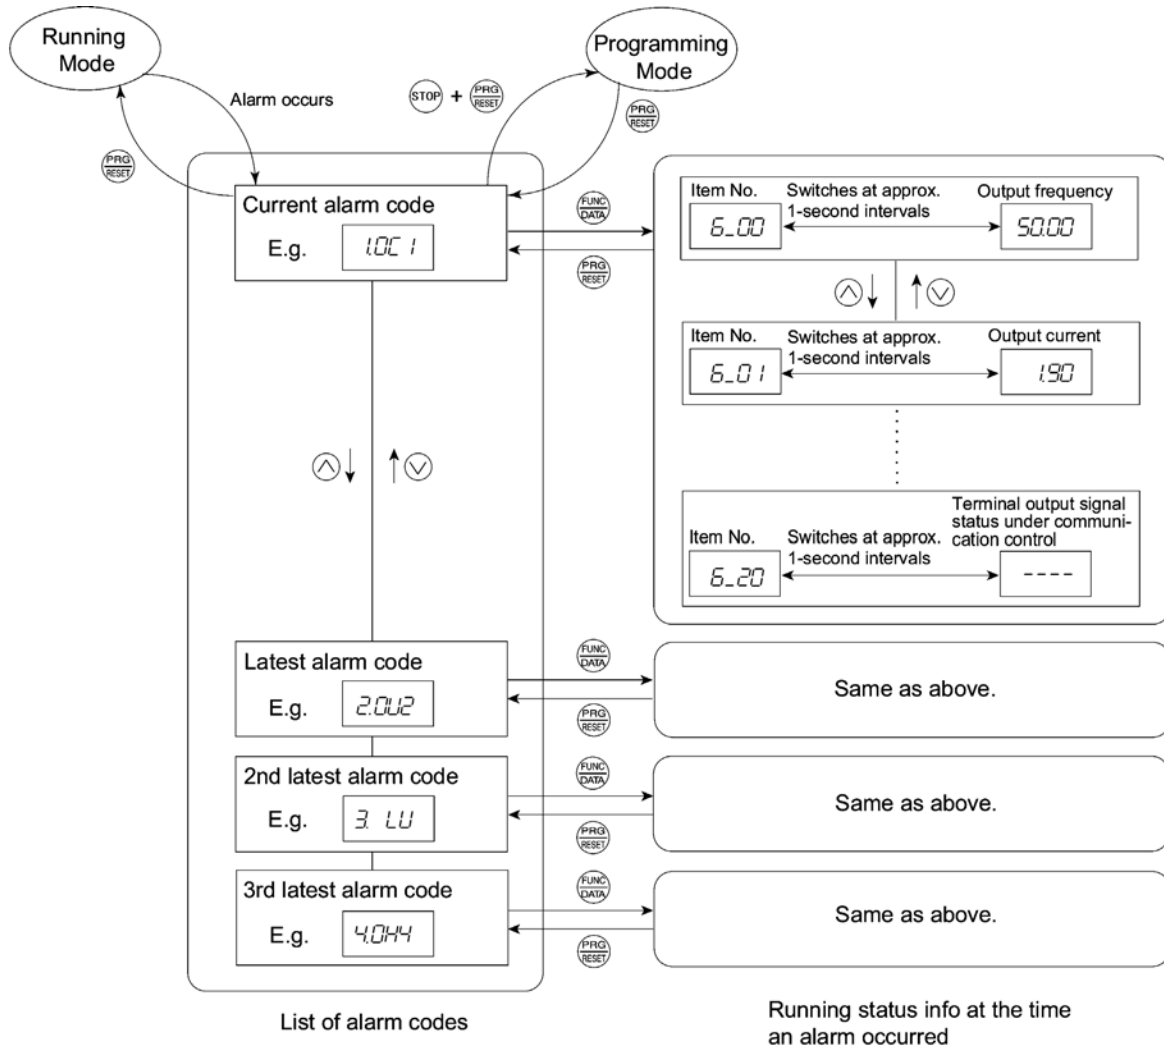 Running
Mode
Programming
Mode
Alarm occurs
STOP + PRG
RESET
PRG
RESET
PRG
RESET
Current alarm code
E.g. 1.0C1
FUNC
DATA
PRG
RESET
Item No. Switches at approx. Output frequency
1-second intervals
6_00 50.00
Item No. Switches at approx. Output current
1-second intervals
6_01 1.90
Terminal output signal
status under communi-
cation control
Item No. Switches at approx.
1-second intervals
6_20 ----
Latest alarm code
E.g. 2.0U2
FUNC
DATA
PRG
RESET
Same as above.
2nd latest alarm code
E.g. 3. LU
FUNC
DATA
PRG
RESET
Same as above.
3rd latest alarm code
E.g. 4.0H4
FUNC
DATA
PRG
RESET
Same as above.
List of alarm codes
Running status info at the time
an alarm occurred